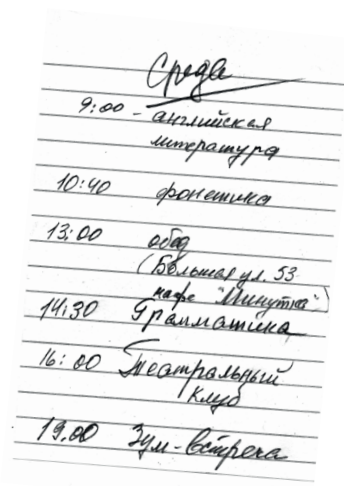 Среда
9:00 - английская
литература
10:40 фонетика
13:00 обед
(Большая ул. 53
кафе "Минутка")
14:30 Грамматика
16:00 Театральный
клуб
19.00 Зум-встреча